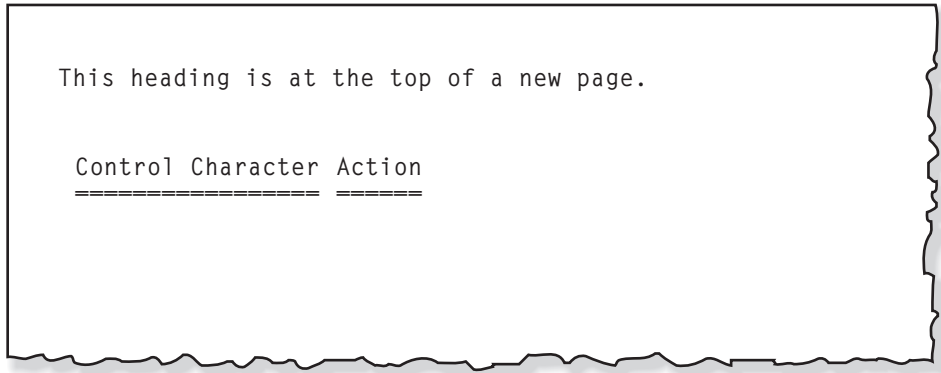 This heading is at the top of a new page.
Control Character Action
================= ======